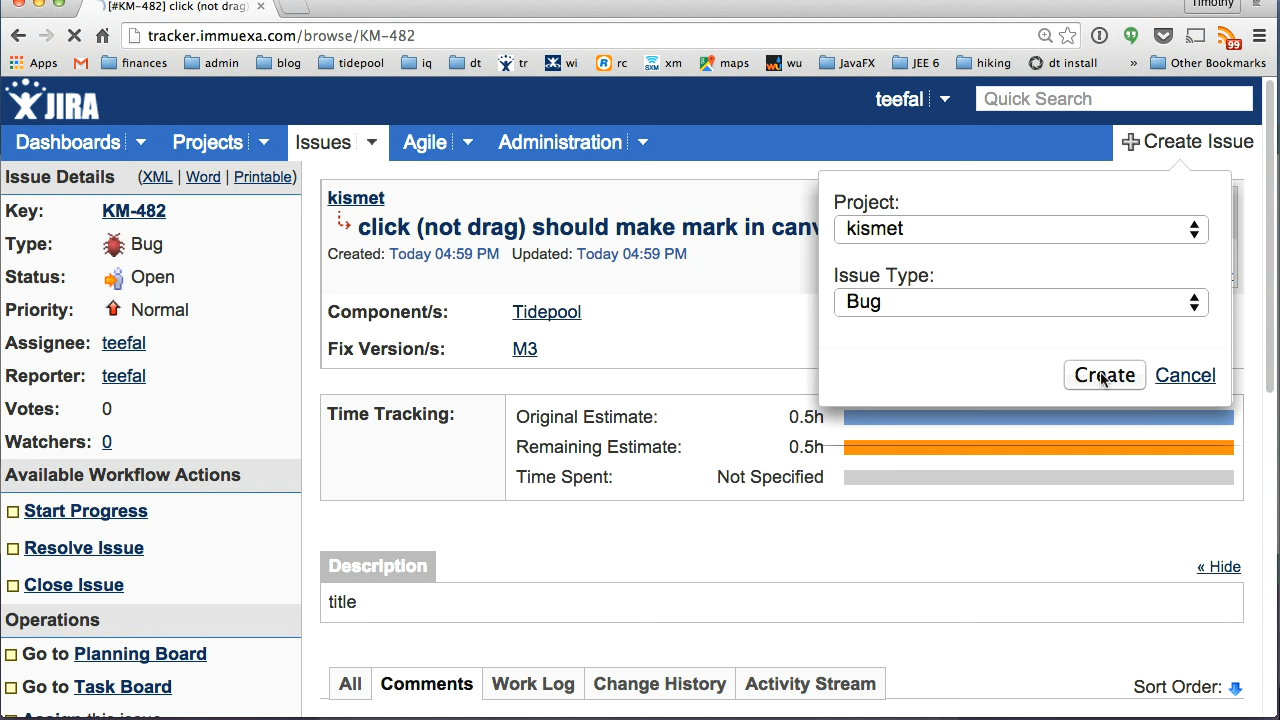 [#KM-482] click (not drag)
Timothy
tracker.immuexa.com/browse/KM-482
99
Apps finances admin blog tidepool iq dt tr wi rc xm maps wu JavaFX JEE 6 hiking dt install » Other Bookmarks
JIRA
teefal
Quick Search
Dashboards Projects Issues Agile Administration
Create Issue
Issue Details (XML | Word | Printable)
Key: KM-482
Type: Bug
Status: Open
Priority: Normal
Assignee: teefal
Reporter: teefal
Votes: 0
Watchers: 0
Available Workflow Actions
Start Progress
Resolve Issue
Close Issue
Operations
Go to Planning Board
Go to Task Board
kismet
click (not drag) should make mark in
Created: Today 04:59 PM Updated: Today 04:59 PM
Component/s: Tidepool
Fix Version/s: M3
Project:
kismet
Issue Type:
Bug
Create Cancel
Time Tracking:
Original Estimate: 0.5h
Remaining Estimate: 0.5h
Time Spent: Not Specified
Description
« Hide
title
All Comments Work Log Change History Activity Stream
Sort Order: